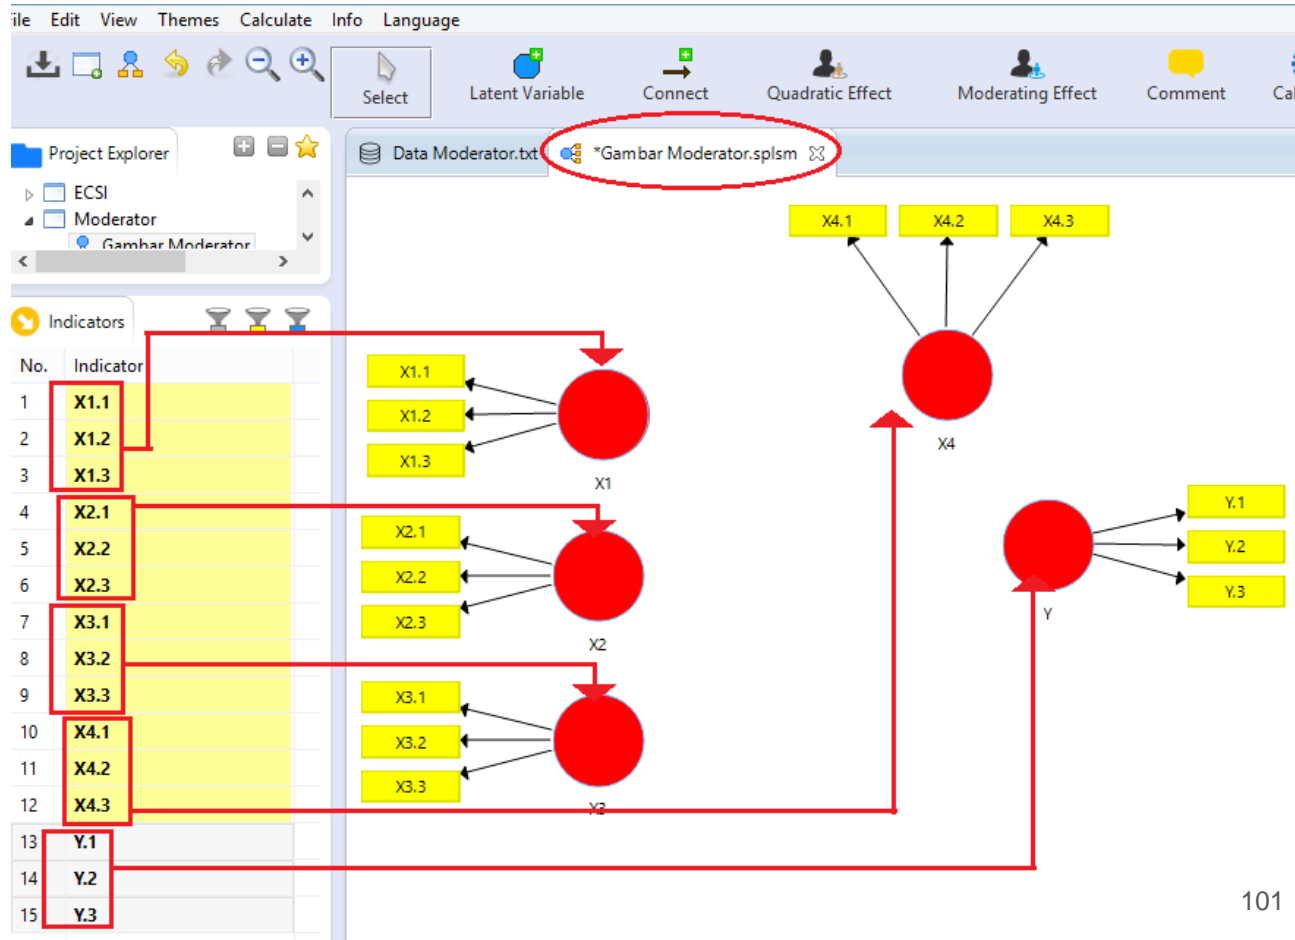 ile Edit View Themes Calculate Info Language
Select Latent Variable Connect Quadratic Effect Moderating Effect Comment Cal
Project Explorer
ECSI
Moderator
Gambar Moderator
Data Moderator.txt *Gambar Moderator.splsm
Indicators
No. Indicator
1 X1.1
2 X1.2
3 X1.3
4 X2.1
5 X2.2
6 X2.3
7 X3.1
8 X3.2
9 X3.3
10 X4.1
11 X4.2
12 X4.3
13 Y.1
14 Y.2
15 Y.3
X4.1 X4.2 X4.3
X4
X1.1
X1.2
X1.3
X1
X2.1
X2.2
X2.3
X2
X3.1
X3.2
X3.3
X3
Y.1
Y.2
Y.3
Y
101